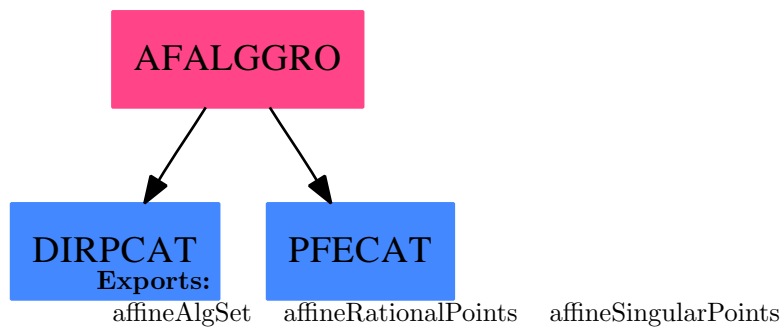 AFALGGRO
DIRPCAT PFECAT
Exports:
affineAlgSet affineRationalPoints affineSingularPoints